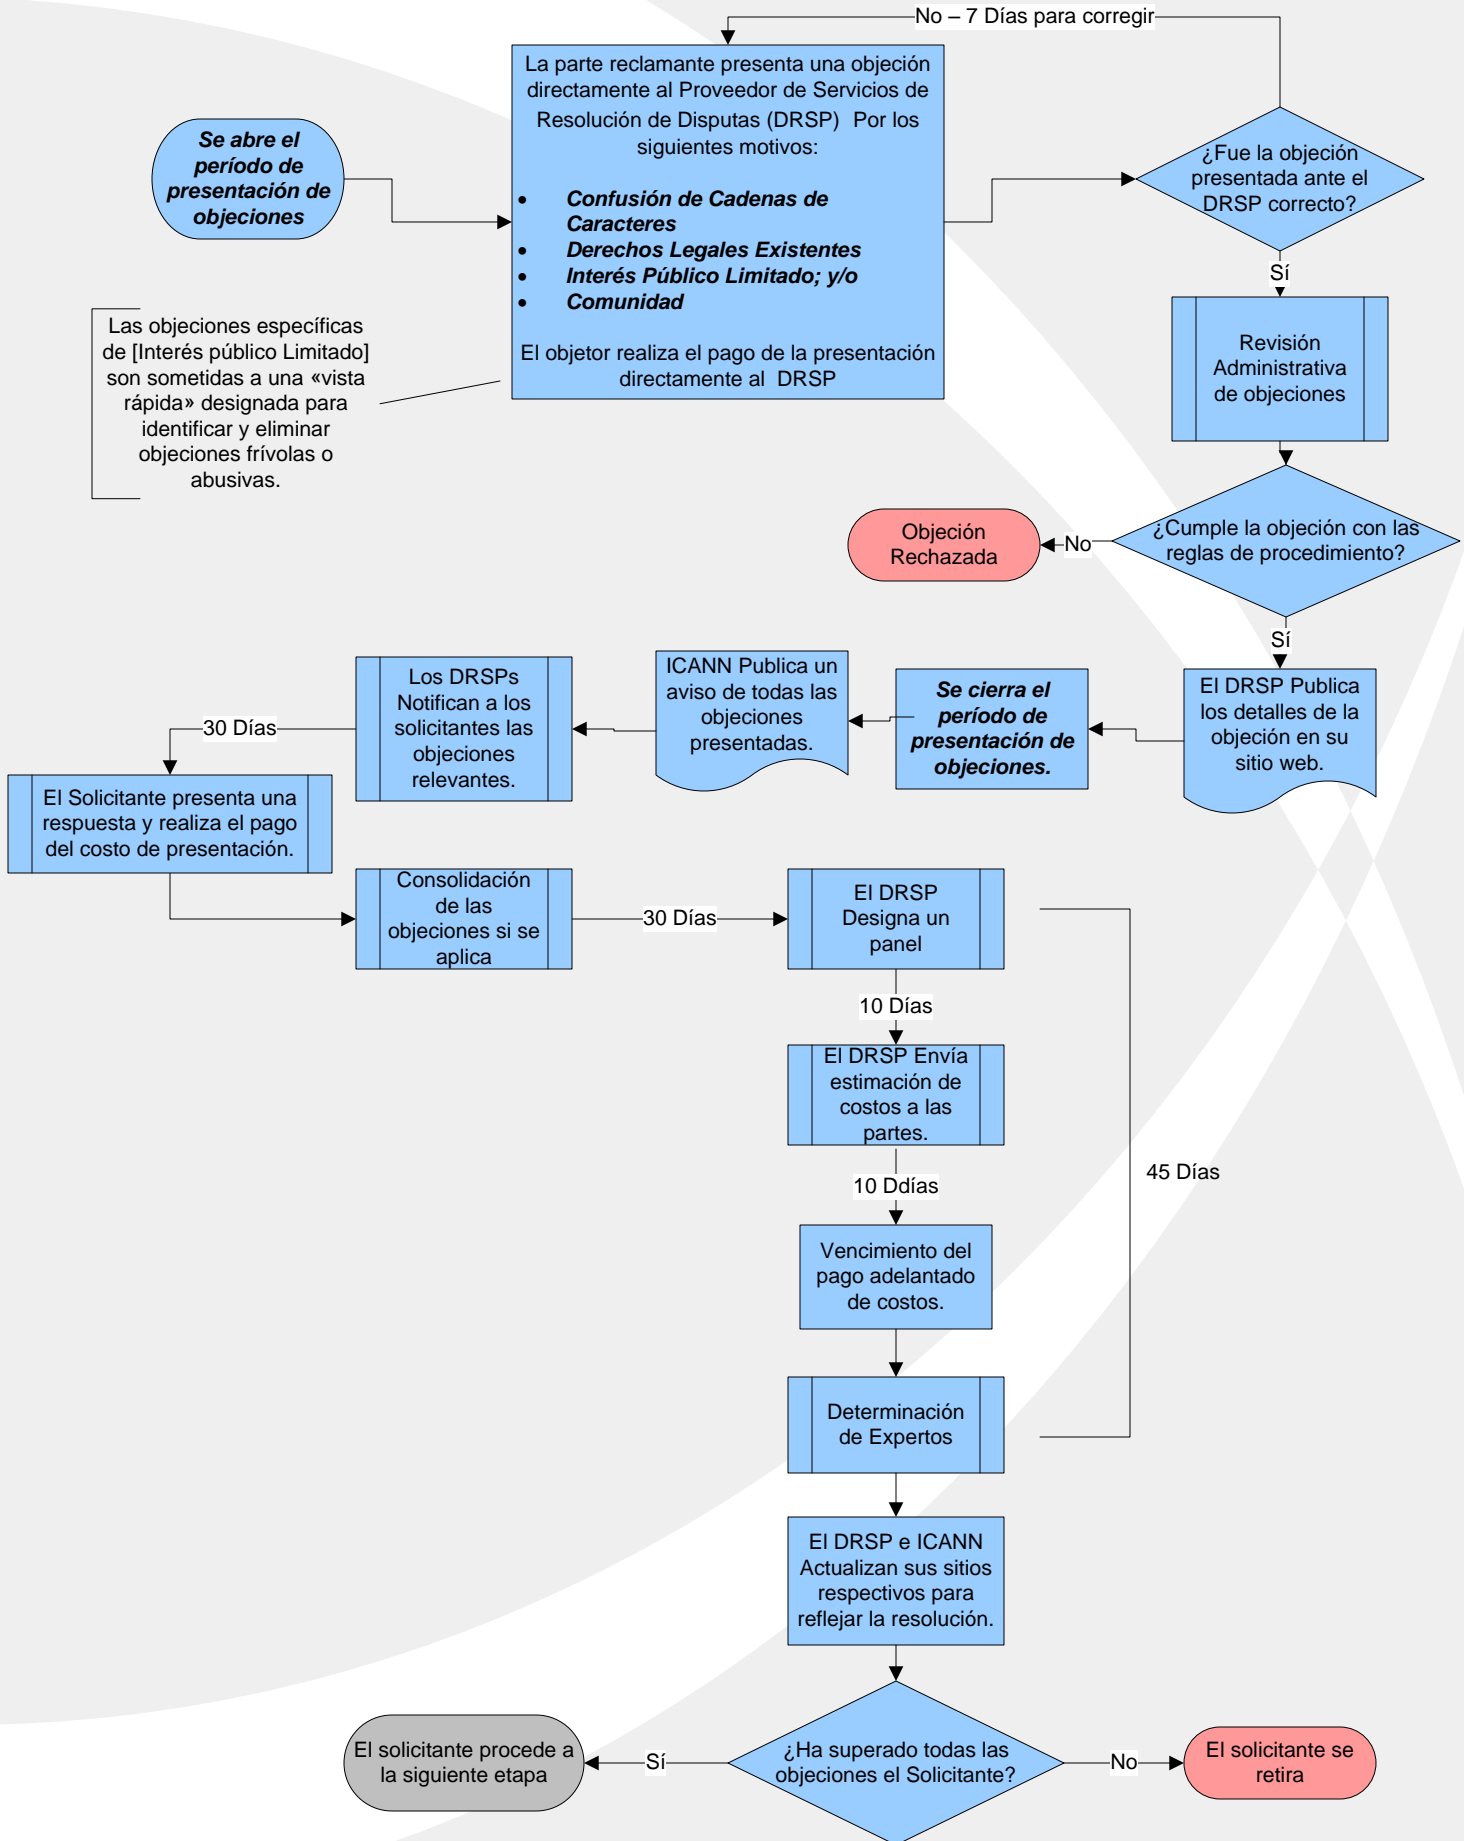 No – 7 Días para corregir
La parte reclamante presenta una objeción
directamente al Proveedor de Servicios de
Resolución de Disputas (DRSP) Por los
siguientes motivos:
• Confusión de Cadenas de
Caracteres
• Derechos Legales Existentes
• Interés Público Limitado; y/o
• Comunidad
El objetor realiza el pago de la presentación
directamente al DRSP
Se abre el
período de
presentación de
objeciones
¿Fue la objeción
presentada ante el
DRSP correcto?
Sí
Las objeciones específicas
de [Interés público Limitado]
son sometidas a una «vista
rápida» designada para
identificar y eliminar
objeciones frívolas o
abusivas.
Revisión
Administrativa
de objeciones
¿Cumple la objeción con las
reglas de procedimiento?
No
Objeción
Rechazada
Sí
El DRSP Publica
los detalles de la
objeción en su
sitio web.
Se cierra el
período de
presentación de
objeciones.
ICANN Publica un
aviso de todas las
objeciones
presentadas.
Los DRSPs
Notifican a los
solicitantes las
objeciones
relevantes.
30 Días
El Solicitante presenta una
respuesta y realiza el pago
del costo de presentación.
Consolidación
de las
objeciones si se
aplica
30 Días
El DRSP
Designa un
panel
10 Días
El DRSP Envía
estimación de
costos a las
partes.
10 Ddías
45 Días
Vencimiento del
pago adelantado
de costos.
Determinación
de Expertos
El DRSP e ICANN
Actualizan sus sitios
respectivos para
reflejar la resolución.
¿Ha superado todas las
objeciones el Solicitante?
Sí
El solicitante procede a
la siguiente etapa
No
El solicitante se
retira